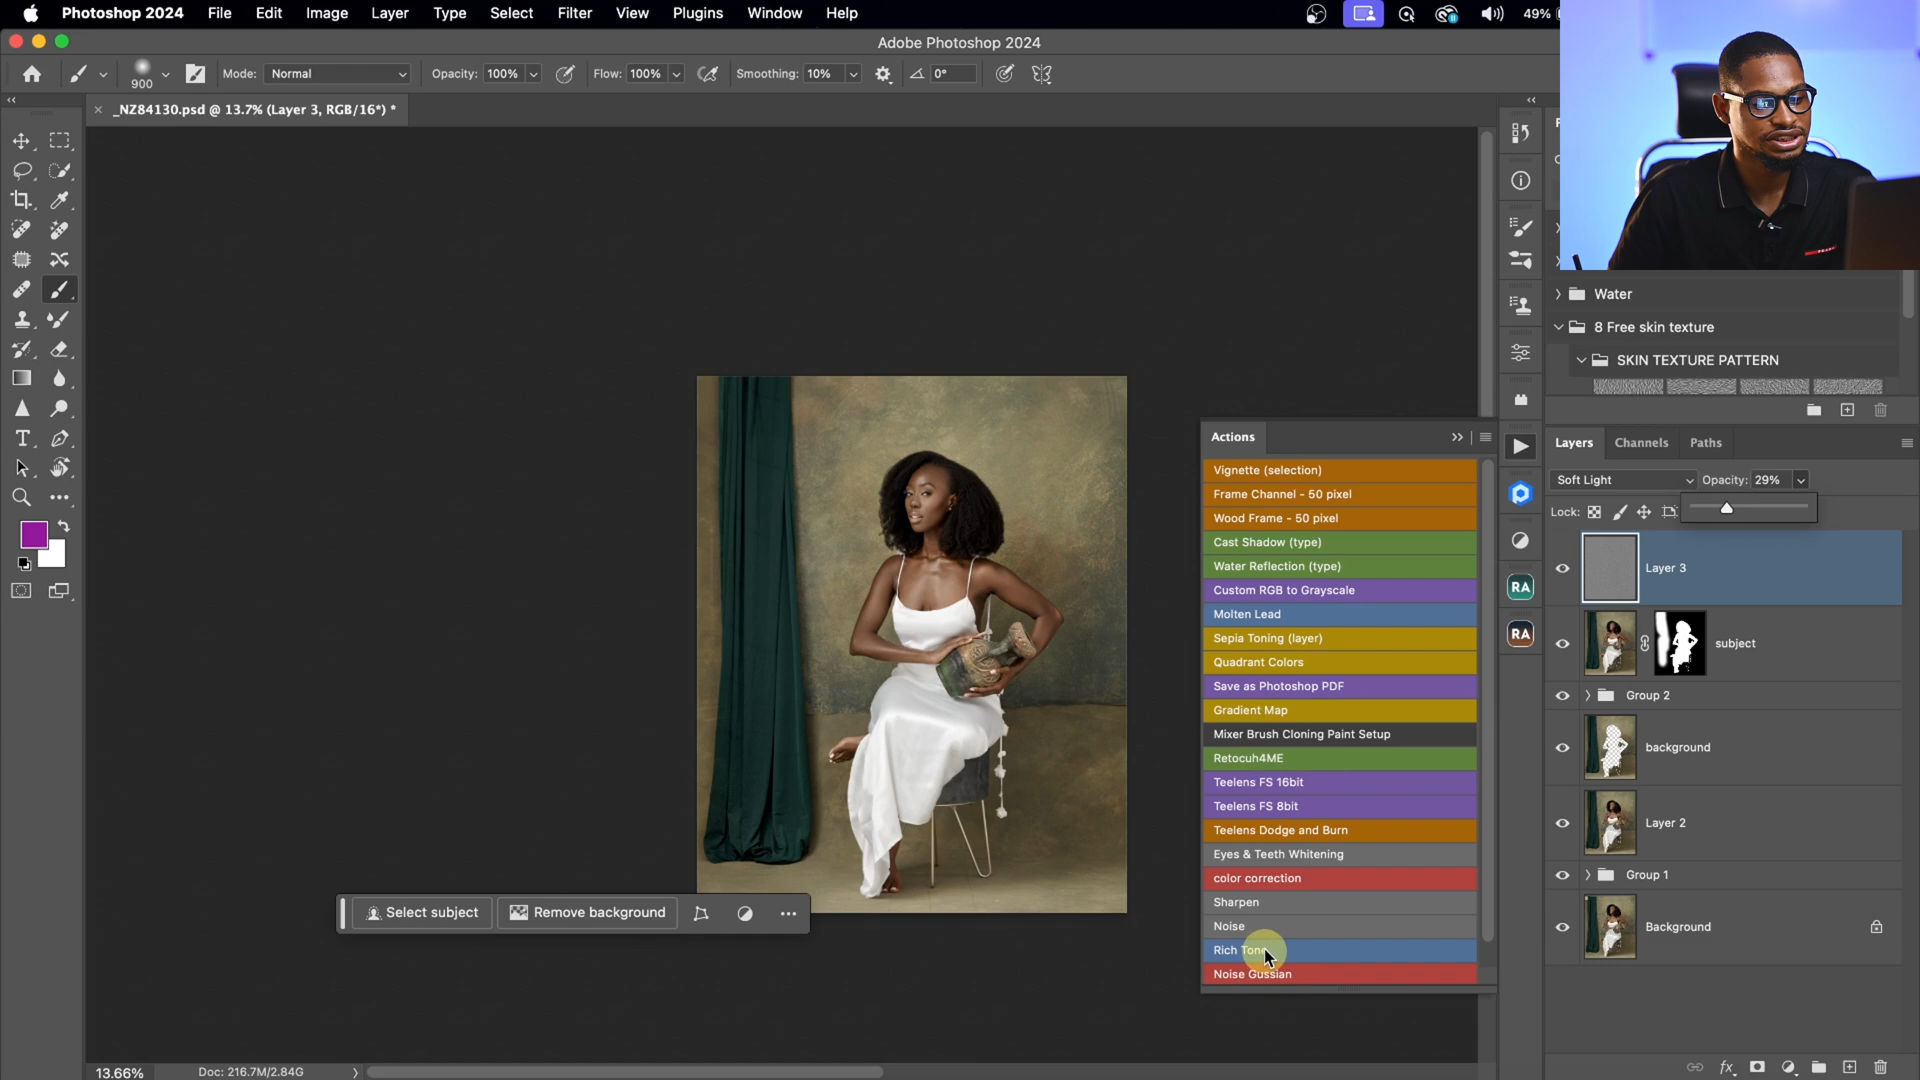 Photoshop 2024 File Edit Image Layer Type Select Filter View Plugins Window Help 49%
Adobe Photoshop 2024
900 Mode: Normal Opacity: 100% Flow: 100% Smoothing: 10% 0°
_NZ84130.psd @ 13.7% (Layer 3, RGB/16*) *
Water
8 Free skin texture
SKIN TEXTURE PATTERN
Actions
Vignette (selection)
Frame Channel - 50 pixel
Wood Frame - 50 pixel
Cast Shadow (type)
Water Reflection (type)
Custom RGB to Grayscale
Molten Lead
Sepia Toning (layer)
Quadrant Colors
Save as Photoshop PDF
Gradient Map
Mixer Brush Cloning Paint Setup
Retocuh4ME
Teelens FS 16bit
Teelens FS 8bit
Teelens Dodge and Burn
Eyes & Teeth Whitening
color correction
Sharpen
Noise
Rich Tone
Noise Gussian
RA
RA
Layers Channels Paths
Soft Light Opacity: 29%
Lock:
Layer 3
subject
Group 2
background
Layer 2
Group 1
Background
Select subject Remove background
13.66% Doc: 216.7M/2.84G